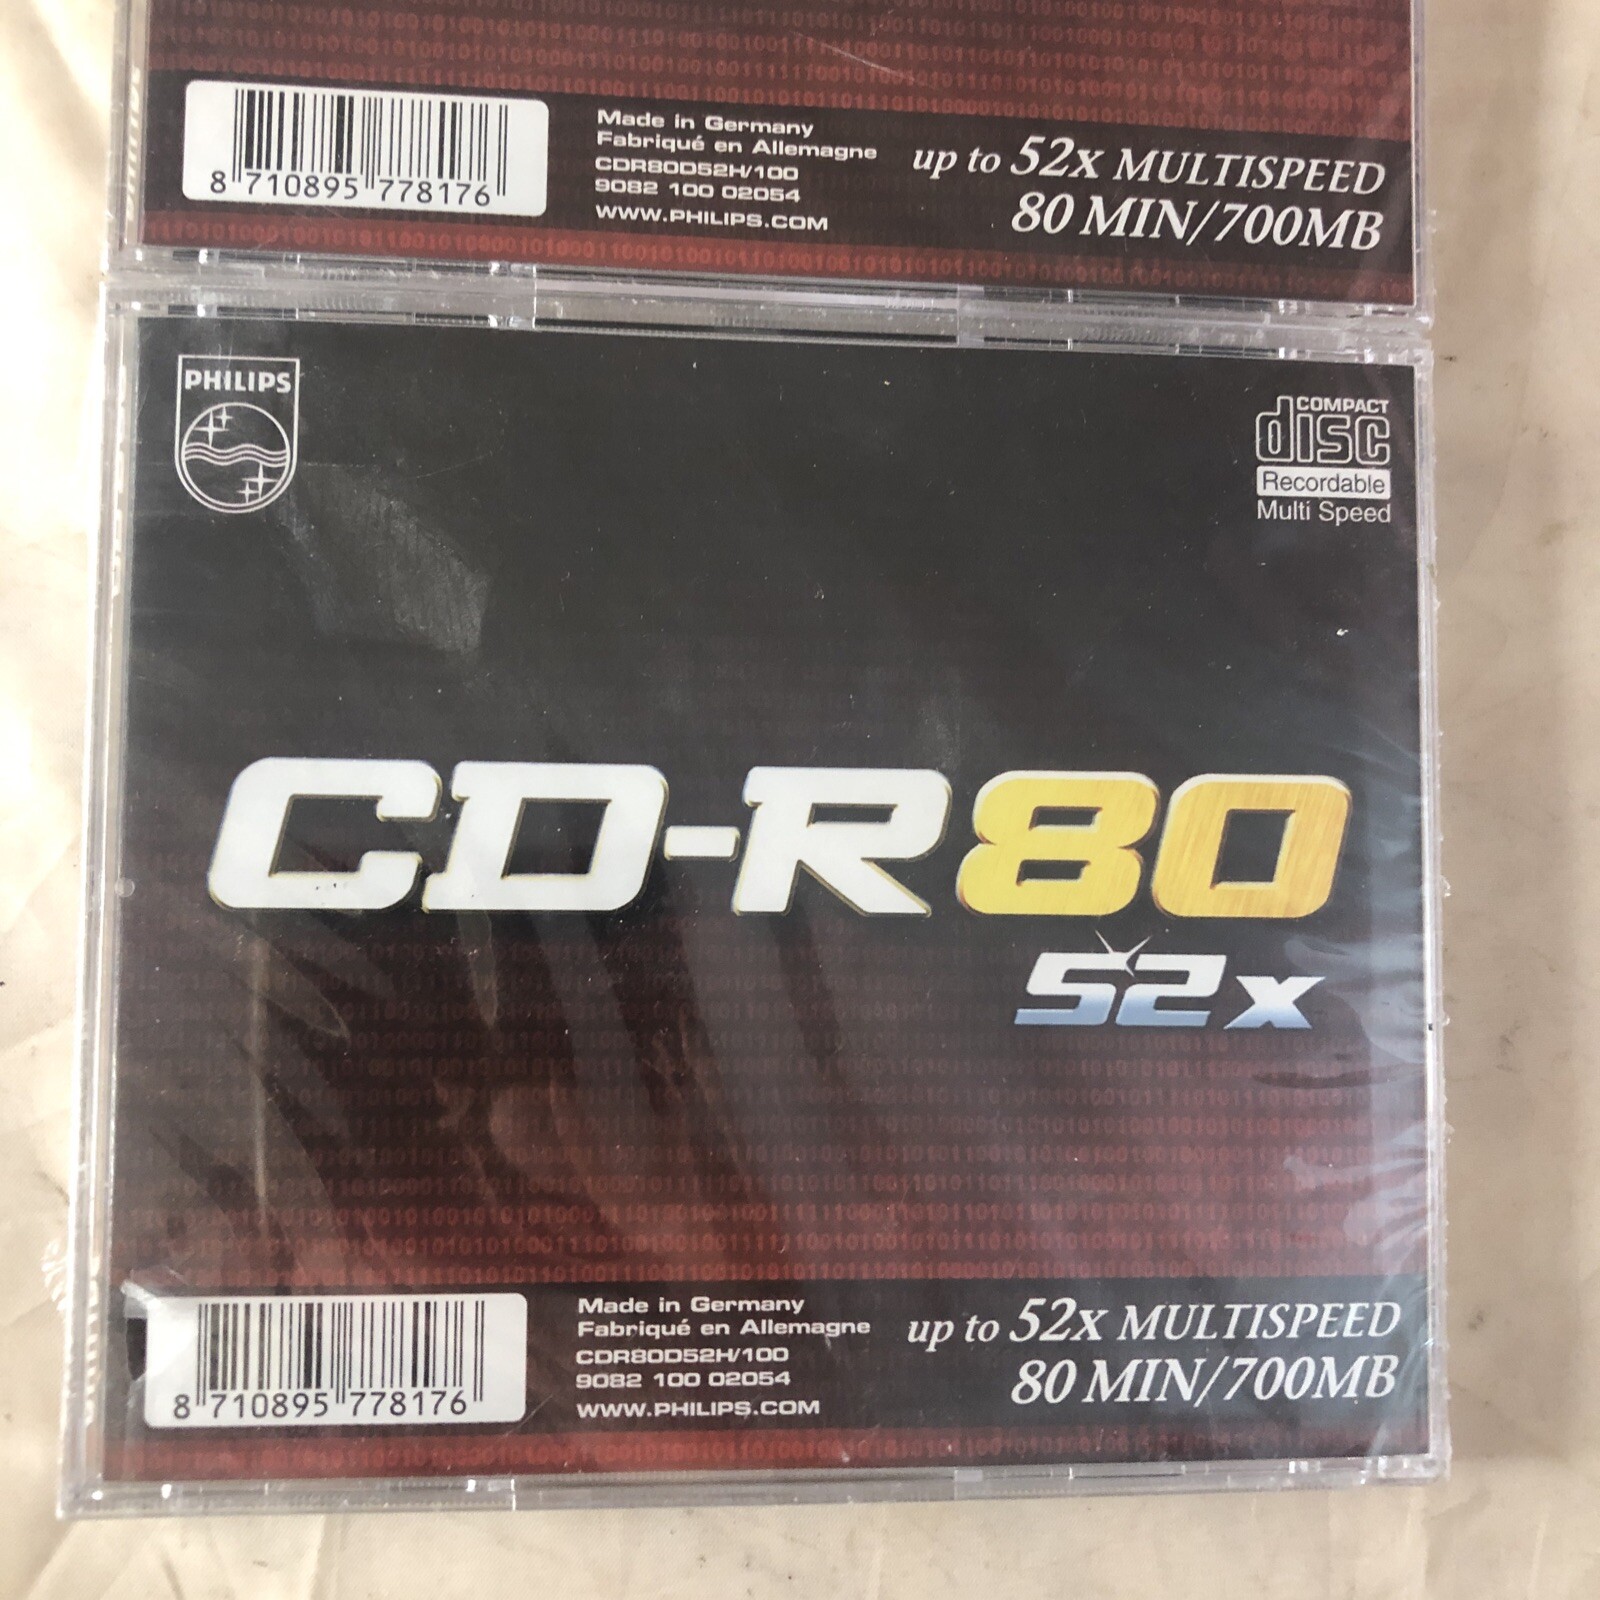 8 710895 778176
Made in Germany
Fabriqué en Allemagne
CDR80D52H/100
9082 100 02054
WWW.PHILIPS.COM
up to 52x MULTISPEED
80 MIN/700MB
PHILIPS
COMPACT
disc
Recordable
Multi Speed
CD-R80
52x
8 710895 778176
Made in Germany
Fabriqué en Allemagne
CDR80D52H/100
9082 100 02054
WWW.PHILIPS.COM
up to 52x MULTISPEED
80 MIN/700MB